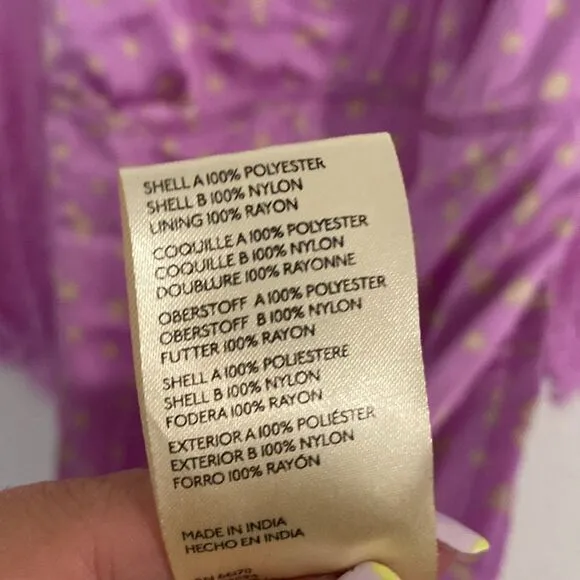 SHELL A 100% POLYESTER
SHELL B 100% NYLON
LINING 100% RAYON
COQUILLE A 100% POLYESTER
COQUILLE B 100% NYLON
DOUBLURE 100% RAYONNE
OBERSTOFF A 100% POLYESTER
OBERSTOFF B 100% NYLON
FUTTER 100% RAYON
SHELL A 100% POLIESTERE
SHELL B 100% NYLON
FODERA 100% RAYON
EXTERIOR A 100% POLIÉSTER
EXTERIOR B 100% NYLON
FORRO 100% RAYÓN
MADE IN INDIA
HECHO EN INDIA